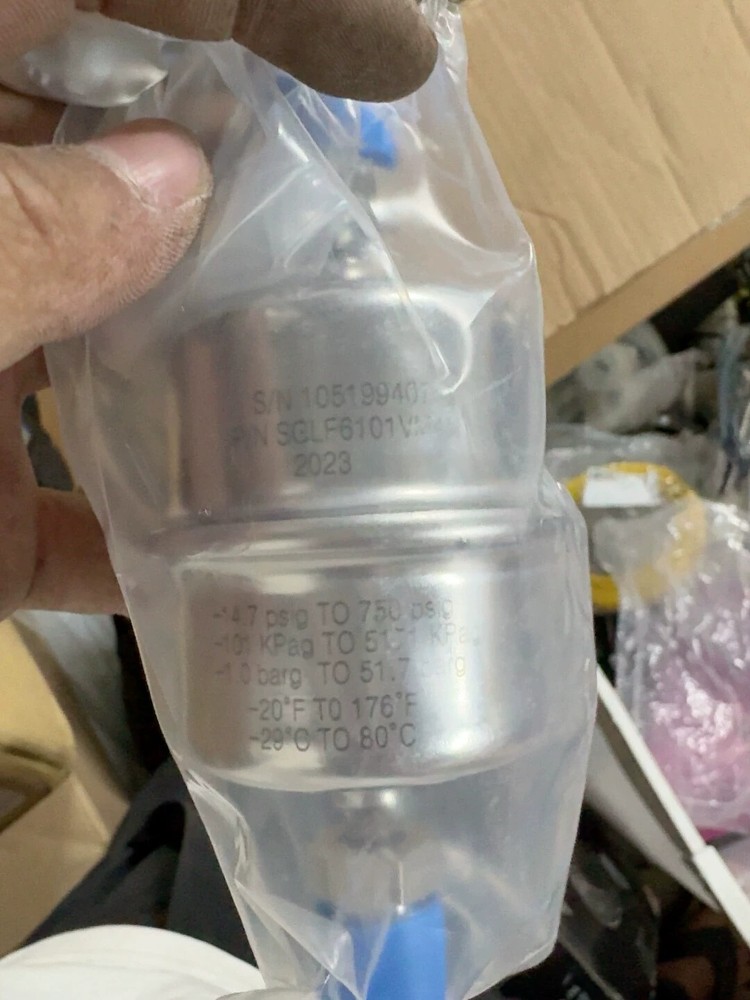 S/N 105199401
P/N SGLF6101V
2023
-14.7 psig TO 750 psig
-101 KPag TO 5171 KPag
-1.0 barg TO 51.7
-20°F TO 176°F
-29°C TO 80°C